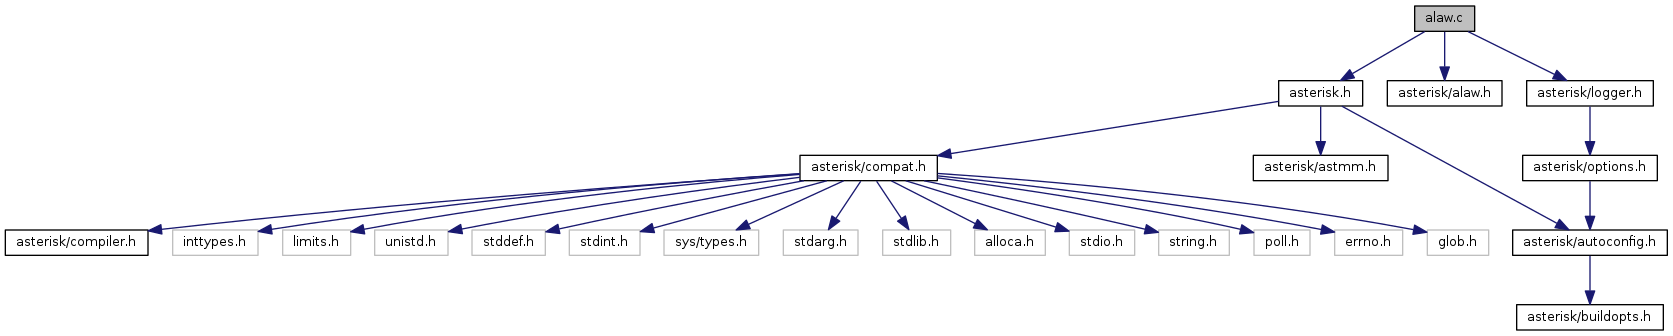 alaw.c
asterisk.h
asterisk/alaw.h
asterisk/logger.h
asterisk/compat.h
asterisk/astmm.h
asterisk/options.h
asterisk/compiler.h
inttypes.h
limits.h
unistd.h
stddef.h
stdint.h
sys/types.h
stdarg.h
stdlib.h
alloca.h
stdio.h
string.h
poll.h
errno.h
glob.h
asterisk/autoconfig.h
asterisk/buildopts.h